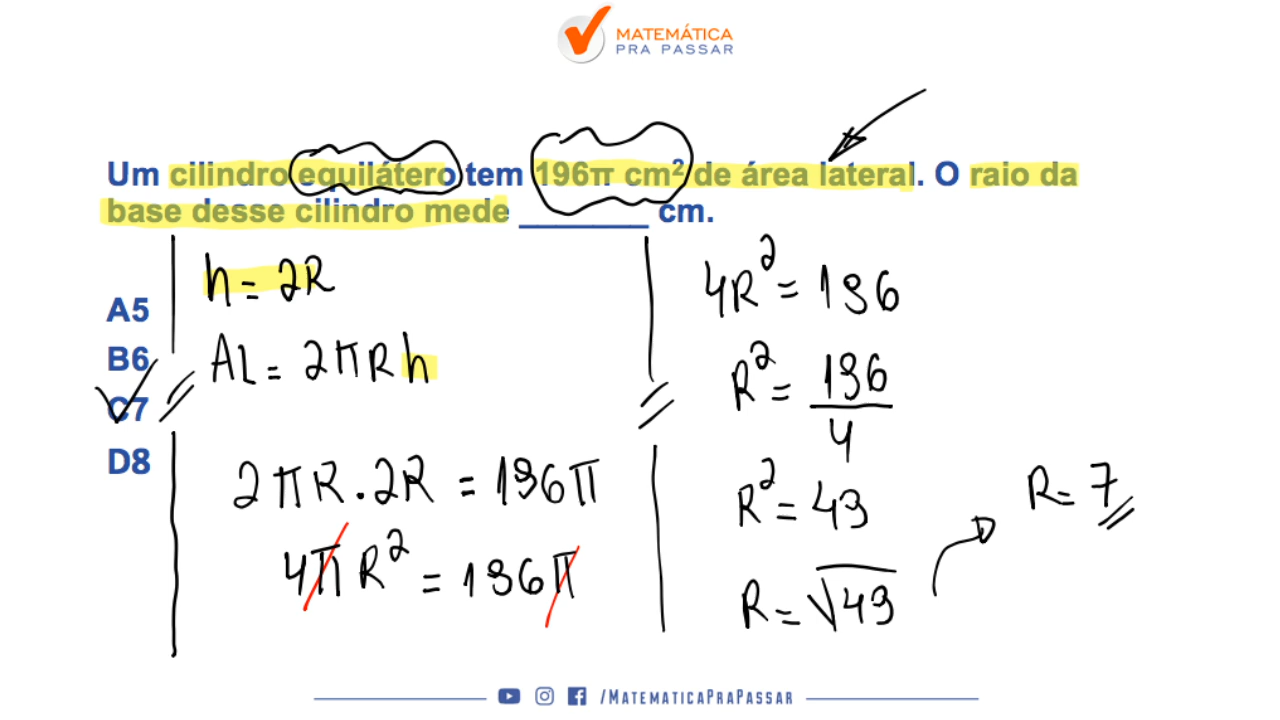 MATEMÁTICA
PRA PASSAR
Um cilindro equilátero tem 196π cm² de área lateral. O raio da
base desse cilindro mede _______ cm.
A5
B6
C7
D8
h = 2R
AL = 2πRh
2πR.2R = 196π
4πR² = 196π
4R² = 196
R² = 196/4
R² = 49
R = √49
R = 7
/MATEMATICAPRAPASSAR